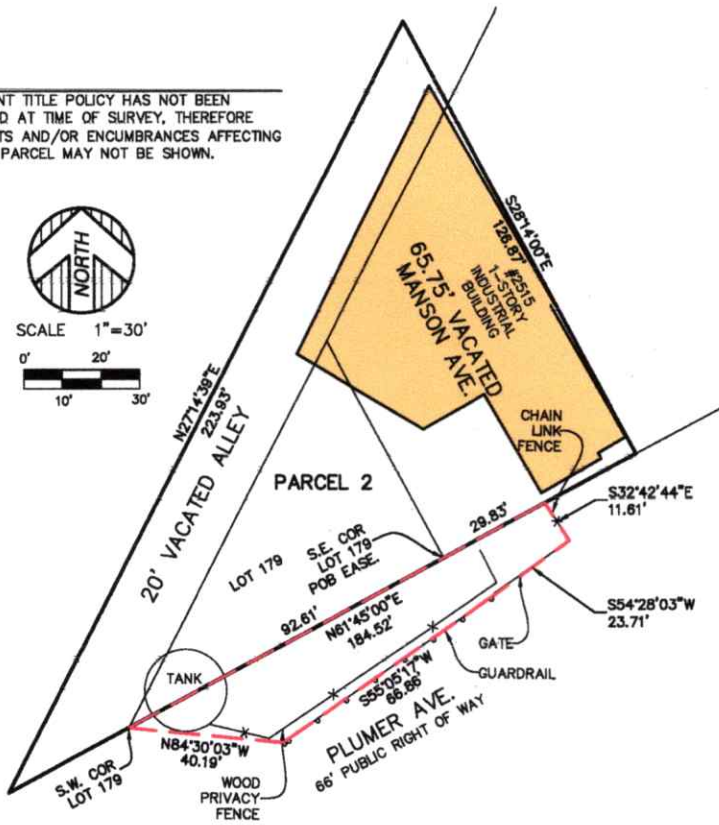 NT TITLE POLICY HAS NOT BEEN
D AT TIME OF SURVEY, THEREFORE
TS AND/OR ENCUMBRANCES AFFECTING
PARCEL MAY NOT BE SHOWN.
NORTH
SCALE 1"=30'
0' 20'
10' 30'
N27°14'39"E
223.93'
20' VACATED ALLEY
S28°14'00"E
126.87'
#2515
1-STORY
INDUSTRIAL
BUILDING
65.75' VACATED
MANSON AVE.
CHAIN
LINK
FENCE
PARCEL 2
LOT 179
S.E. COR
LOT 179
POB EASE.
29.83'
S32°42'44"E
11.61'
92.61'
N61°45'00"E
184.52'
S54°28'03"W
23.71'
GATE
GUARDRAIL
TANK
S55°05'17"W
66.86'
PLUMER AVE.
66' PUBLIC RIGHT OF WAY
N84°30'03"W
40.19'
S.W. COR
LOT 179
WOOD
PRIVACY
FENCE